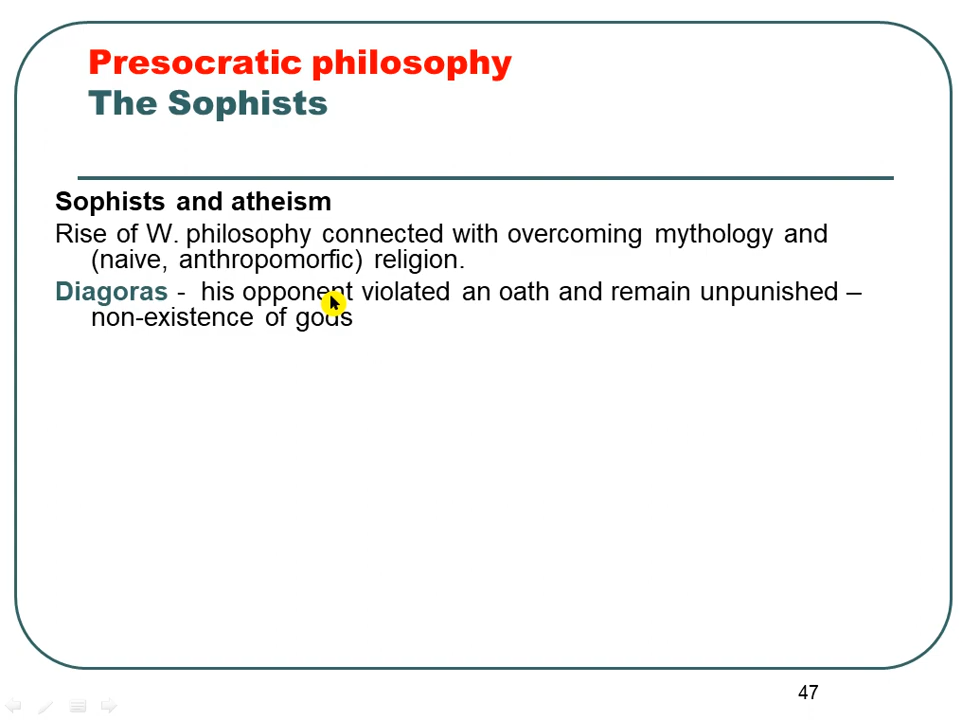 Presocratic philosophy
The Sophists
Sophists and atheism
Rise of W. philosophy connected with overcoming mythology and
(naive, anthropomorfic) religion.
Diagoras - his opponent violated an oath and remain unpunished –
non-existence of gods
47